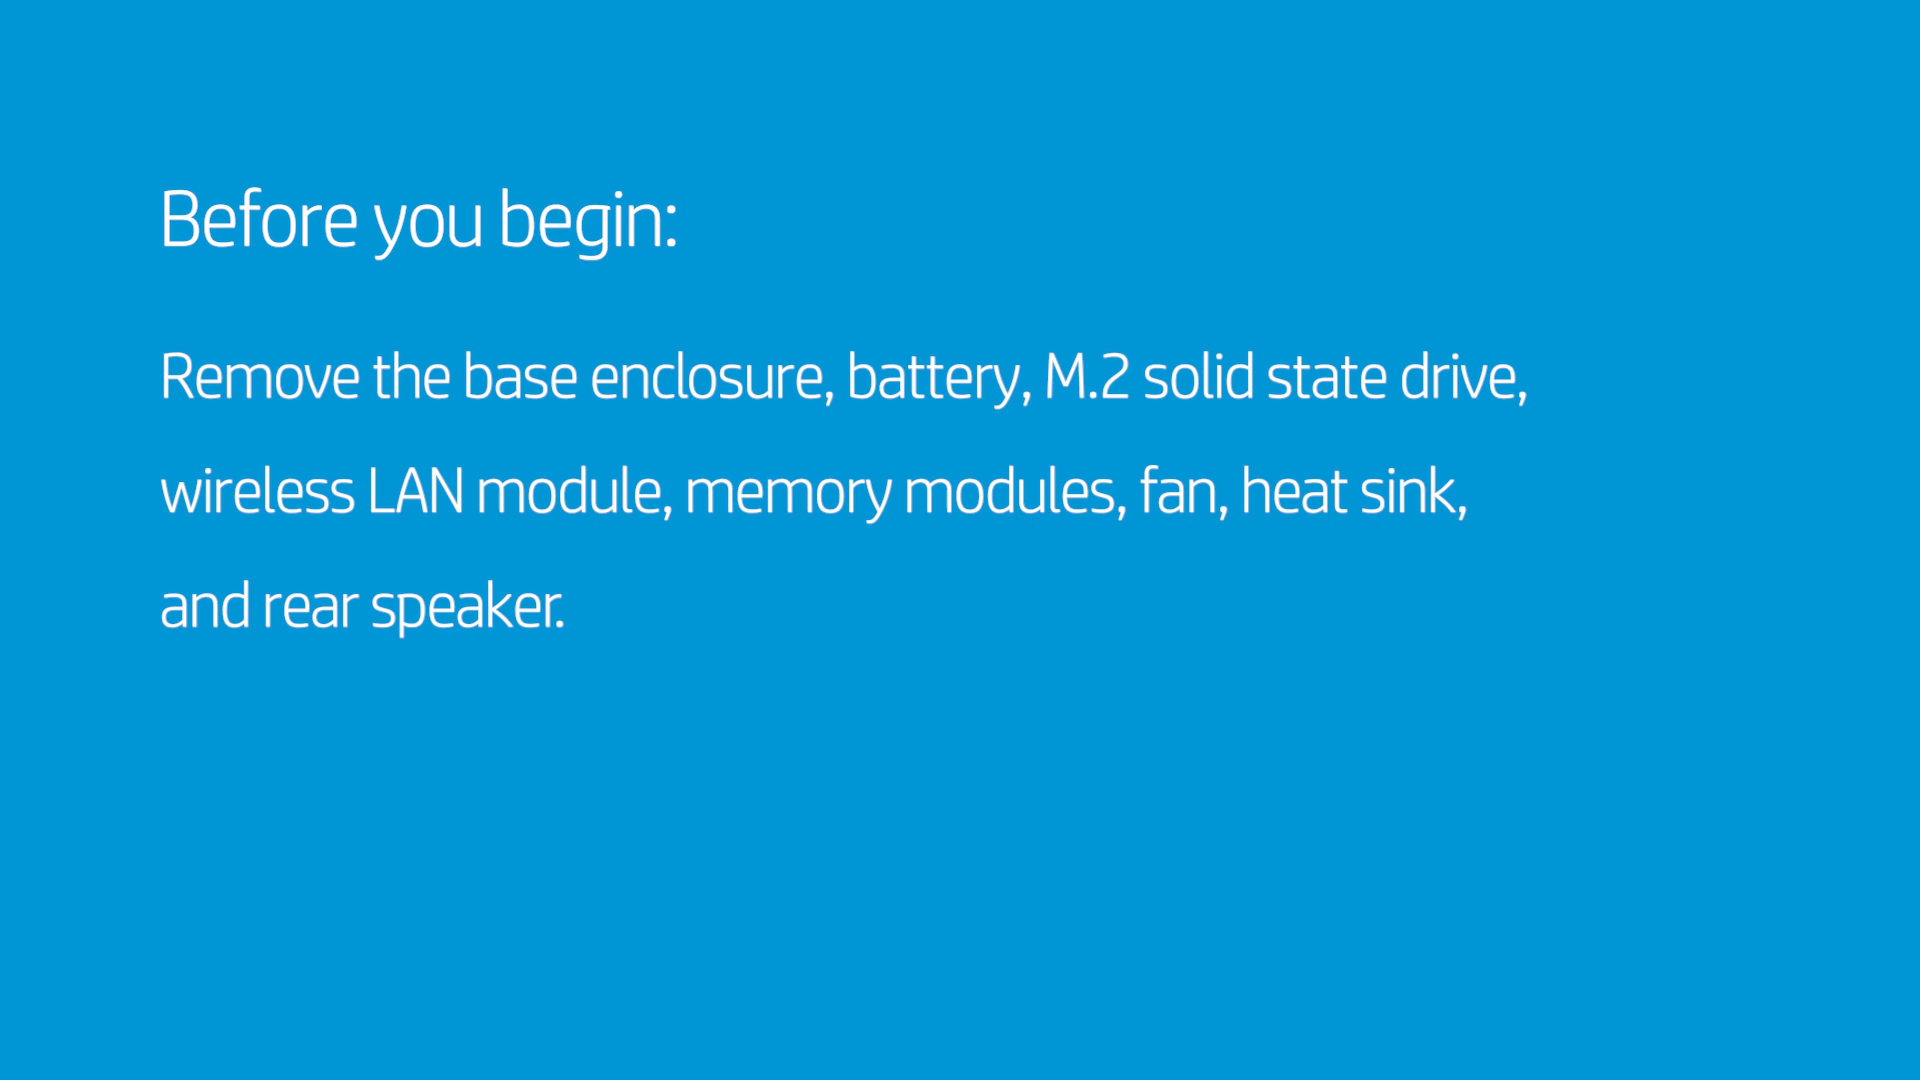 Before you begin:
Remove the base enclosure, battery, M.2 solid state drive,
wireless LAN module, memory modules, fan, heat sink,
and rear speaker.